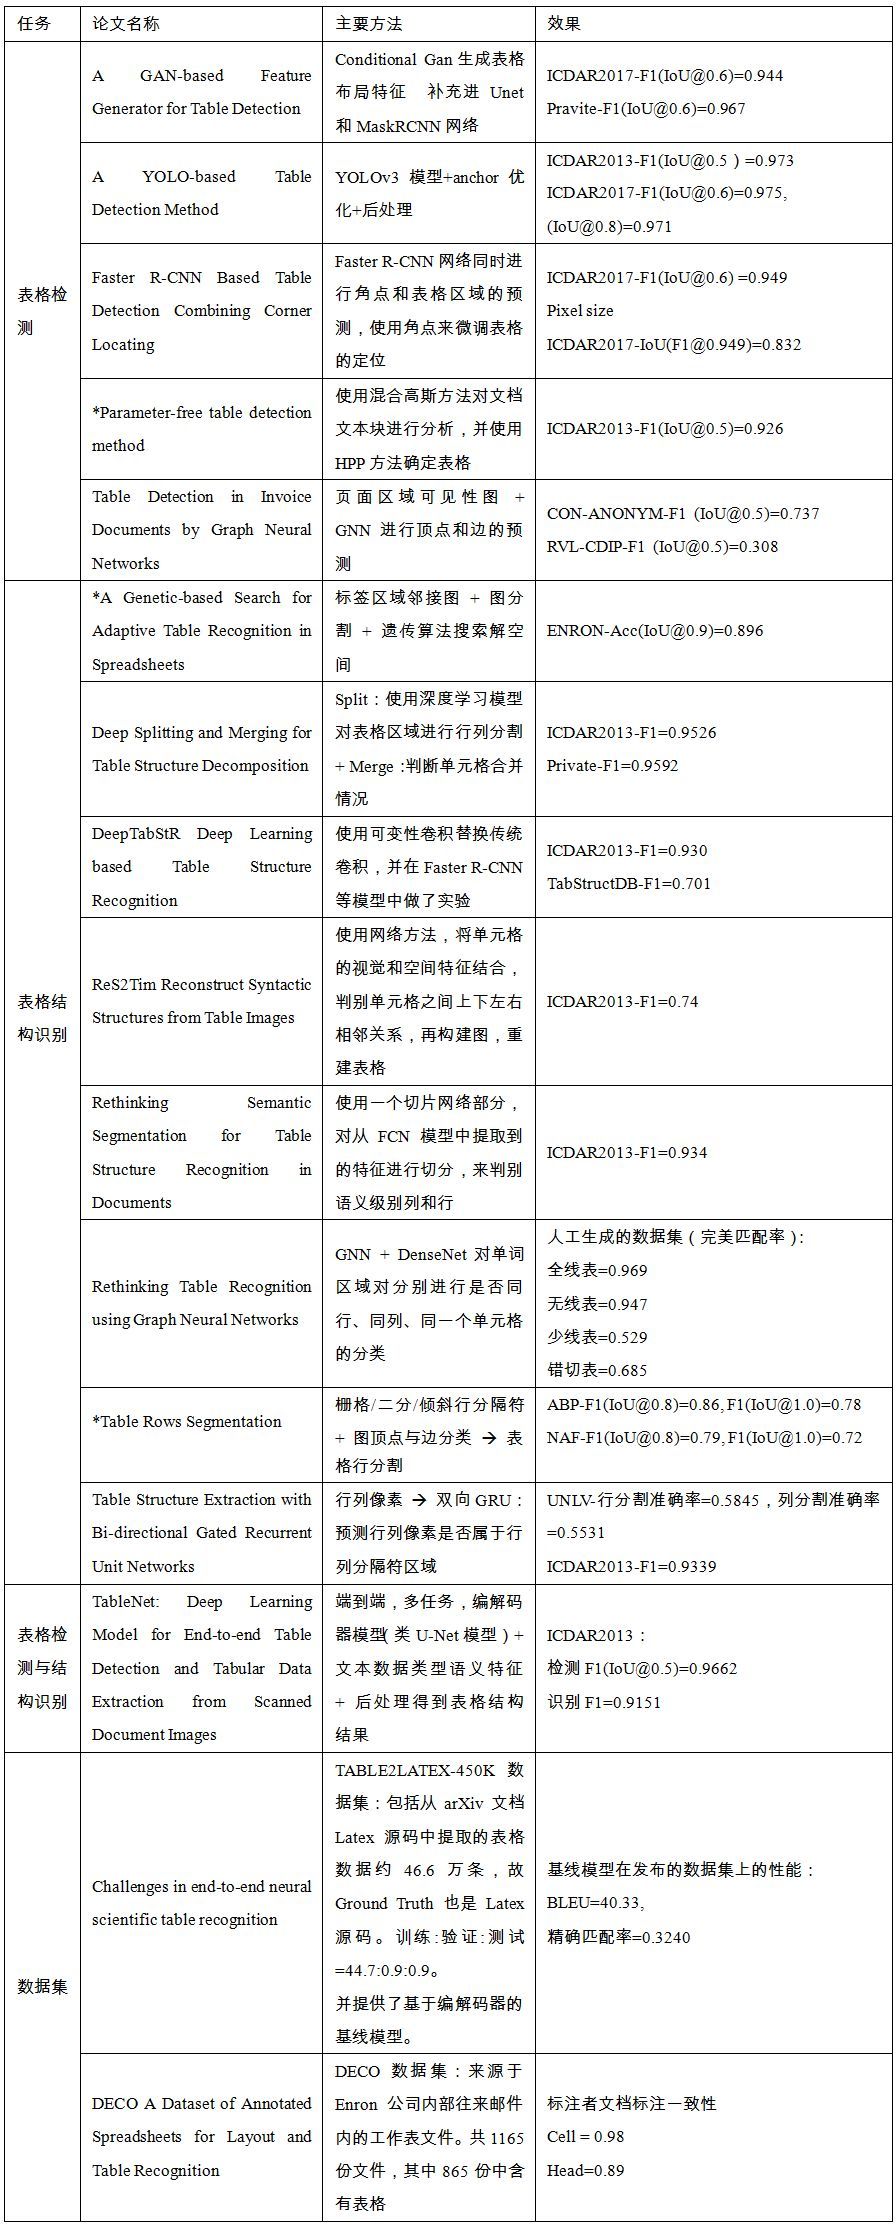 任务 论文名称 主要方法 效果
表格检
测
A GAN-based Feature
Generator for Table Detection
Conditional Gan 生成表格
布局特征 补充进 Unet
和 MaskRCNN 网络
ICDAR2017-F1(IoU@0.6)=0.944
Pravite-F1(IoU@0.6)=0.967
A YOLO-based Table
Detection Method
YOLOv3 模型+anchor 优
化+后处理
ICDAR2013-F1(IoU@0.5）=0.973
ICDAR2017-F1(IoU@0.6)=0.975,
(IoU@0.8)=0.971
Faster R-CNN Based Table
Detection Combining Corner
Locating
Faster R-CNN 网络同时进
行角点和表格区域的预
测，使用角点来微调表格
的定位
ICDAR2017-F1(IoU@0.6) =0.949
Pixel size
ICDAR2017-IoU(F1@0.949)=0.832
*Parameter-free table detection
method
使用混合高斯方法对文档
文本块进行分析，并使用
HPP 方法确定表格
ICDAR2013-F1(IoU@0.5)=0.926
Table Detection in Invoice
Documents by Graph Neural
Networks
页面区域可见性图 +
GNN 进行顶点和边的预
测
CON-ANONYM-F1 (IoU@0.5)=0.737
RVL-CDIP-F1 (IoU@0.5)=0.308
表格结
构识别
*A Genetic-based Search for
Adaptive Table Recognition in
Spreadsheets
标签区域邻接图 + 图分
割 + 遗传算法搜索解空
间
ENRON-Acc(IoU@0.9)=0.896
Deep Splitting and Merging for
Table Structure Decomposition
Split：使用深度学习模型
对表格区域进行行列分割
+ Merge：判断单元格合并
情况
ICDAR2013-F1=0.9526
Private-F1=0.9592
DeepTabStR Deep Learning
based Table Structure
Recognition
使用可变性卷积替换传统
卷积，并在 Faster R-CNN
等模型中做了实验
ICDAR2013-F1=0.930
TabStructDB-F1=0.701
ReS2Tim Reconstruct Syntactic
Structures from Table Images
使用网络方法，将单元格
的视觉和空间特征结合，
判别单元格之间上下左右
相邻关系，再构建图，重
建表格
ICDAR2013-F1=0.74
Rethinking Semantic
Segmentation for Table
Structure Recognition in
Documents
使用一个切片网络部分，
对从 FCN 模型中提取到
的特征进行切分，来判别
语义级别列和行
ICDAR2013-F1=0.934
Rethinking Table Recognition
using Graph Neural Networks
GNN + DenseNet 对单词
区域对分别进行是否同
行、同列、同一个单元格
的分类
人工生成的数据集（完美匹配率）：
全线表=0.969
无线表=0.947
少线表=0.529
错切表=0.685
*Table Rows Segmentation
栅格/二分/倾斜行分隔符
+ 图顶点与边分类 → 表
格行分割
ABP-F1(IoU@0.8)=0.86, F1(IoU@1.0)=0.78
NAF-F1(IoU@0.8)=0.79, F1(IoU@1.0)=0.72
Table Structure Extraction with
Bi-directional Gated Recurrent
Unit Networks
行列像素 → 双向 GRU：
预测行列像素是否属于行
列分隔符区域
UNLV-行分割准确率=0.5845，列分割准确率
=0.5531
ICDAR2013-F1=0.9339
表格检
测与结
构识别
TableNet: Deep Learning
Model for End-to-end Table
Detection and Tabular Data
Extraction from Scanned
Document Images
端到端，多任务，编解码
器模型（类 U-Net 模型）+
文本数据类型语义特征
+ 后处理得到表格结构
结果
ICDAR2013：
检测 F1(IoU@0.5)=0.9662
识别 F1=0.9151
数据集
Challenges in end-to-end neural
scientific table recognition
TABLE2LATEX-450K 数
据集：包括从 arXiv 文档
Latex 源码中提取的表格
数据约 46.6 万条，故
Ground Truth 也是 Latex
源码。训练:验证:测试
=44.7:0.9:0.9。
并提供了基于编解码器的
基线模型。
基线模型在发布的数据集上的性能：
BLEU=40.33,
精确匹配率=0.3240
DECO A Dataset of Annotated
Spreadsheets for Layout and
Table Recognition
DECO 数据集：来源于
Enron 公司内部往来邮件
内的工作表文件。共 1165
份文件，其中 865 份中含
有表格
标注者文档标注一致性
Cell = 0.98
Head=0.89